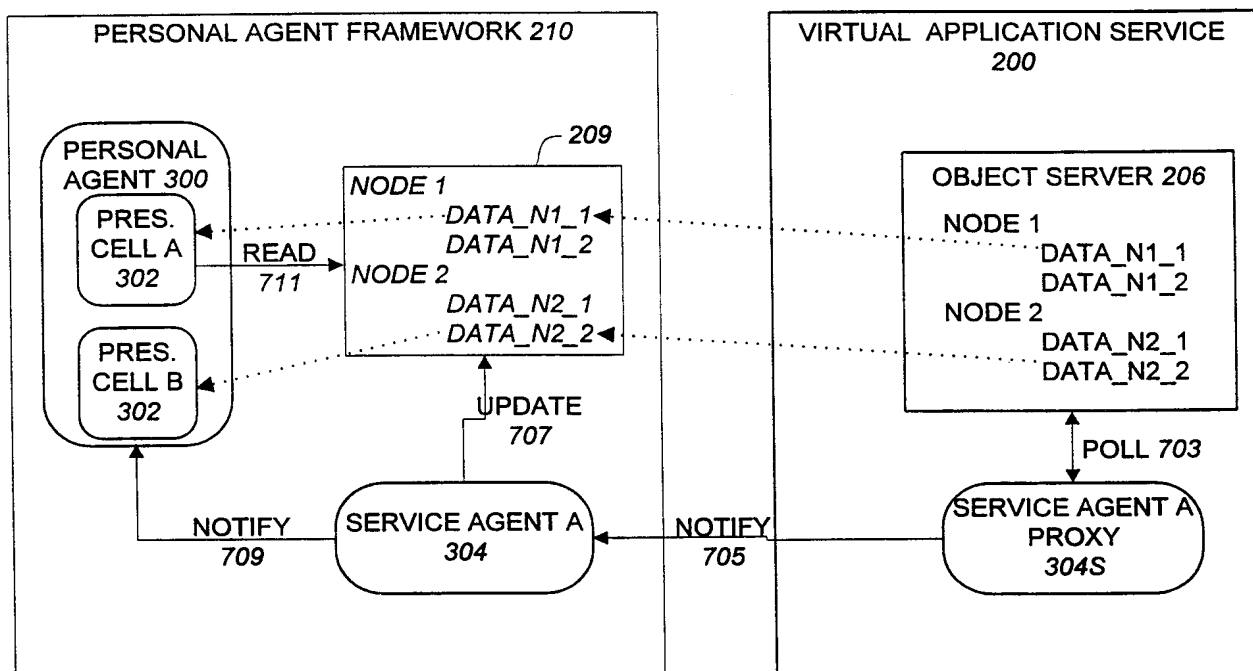 PERSONAL AGENT FRAMEWORK 210
PERSONAL
AGENT 300
PRES.
CELL A
302
READ
711
PRES.
CELL B
302
209
NODE 1
DATA_N1_1
DATA_N1_2
NODE 2
DATA_N2_1
DATA_N2_2
UPDATE
707
NOTIFY
709
SERVICE AGENT A
304
NOTIFY
705
VIRTUAL APPLICATION SERVICE
200
OBJECT SERVER 206
NODE 1
DATA_N1_1
DATA_N1_2
NODE 2
DATA_N2_1
DATA_N2_2
POLL 703
SERVICE AGENT A
PROXY
304S